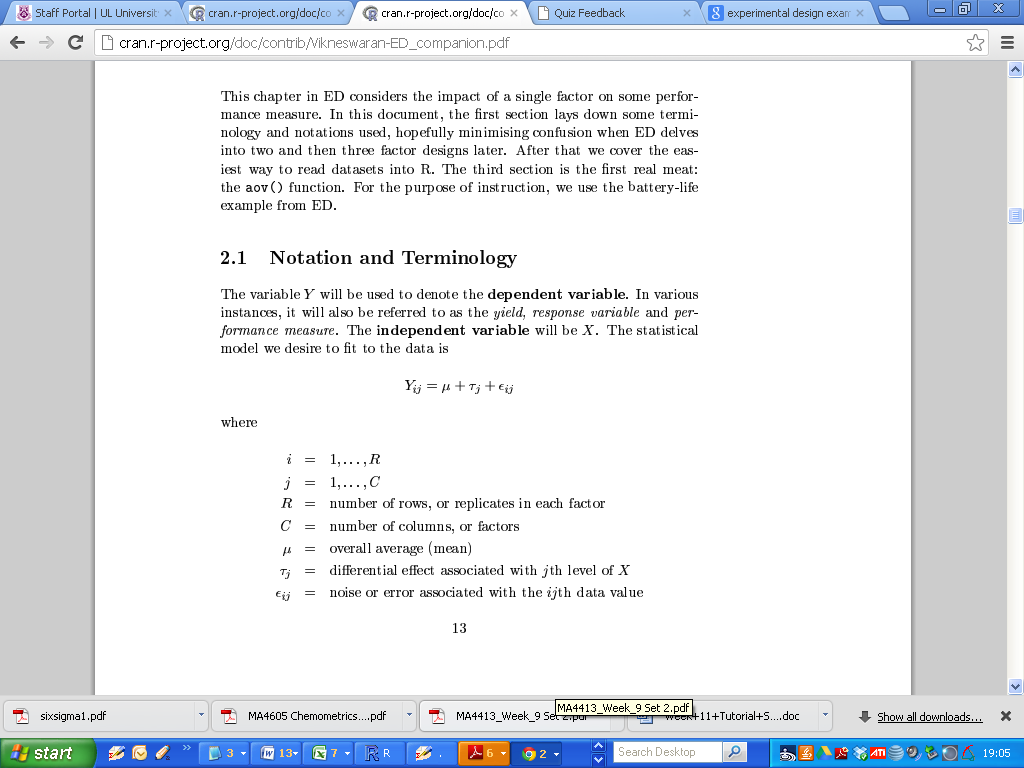 Staff Portal | UL Universit
cran.r-project.org/doc/co
cran.r-project.org/doc/co
Quiz Feedback
experimental design exam
cran.r-project.org/doc/contrib/Vikneswaran-ED_companion.pdf
This chapter in ED considers the impact of a single factor on some perfor-
mance measure. In this document, the first section lays down some termi-
nology and notations used, hopefully minimising confusion when ED delves
into two and then three factor designs later. After that we cover the eas-
iest way to read datasets into R. The third section is the first real meat:
the aov() function. For the purpose of instruction, we use the battery-life
example from ED.
2.1 Notation and Terminology
The variable Y will be used to denote the dependent variable. In various
instances, it will also be referred to as the yield, response variable and per-
formance measure. The independent variable will be X. The statistical
model we desire to fit to the data is
Y_ij = μ + τ_j + ε_ij
where
i = 1, . . . , R
j = 1, . . . , C
R = number of rows, or replicates in each factor
C = number of columns, or factors
μ = overall average (mean)
τ_j = differential effect associated with jth level of X
ε_ij = noise or error associated with the ijth data value
13
MA4413_Week_9 Set 2.pdf
sixsigma1.pdf
MA4605 Chemometrics....pdf
MA4413_Week_9 Set 2.pdf
Week+11+Tutorial+S....doc
Show all downloads...
start
3
13
7
R
6
2
Search Desktop
19:05